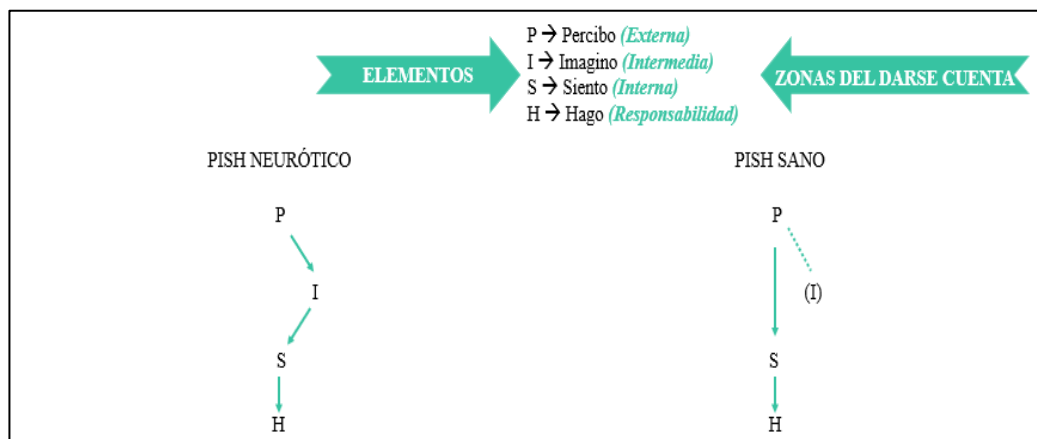 P → Percibo (Externa)
I → Imagino (Intermedia)
ELEMENTOS
ZONAS DEL DARSE CUENTA
S → Siento (Interna)
H → Hago (Responsabilidad)
PISH NEURÓTICO
PISH SANO
P
I
S
H
P
(I)
S
H